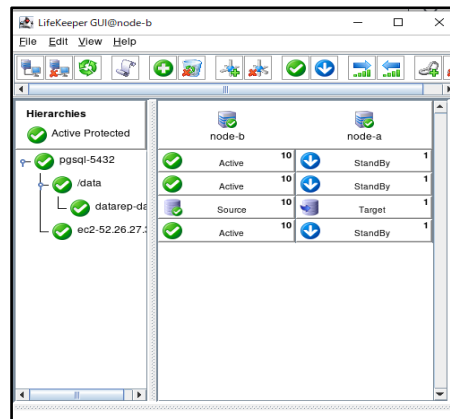 LifeKeeper GUI@node-b
File Edit View Help
Hierarchies
Active Protected
node-b node-a
pgsql-5432 Active 10 StandBy 1
/data Active 10 StandBy 1
datarep-da Source 10 Target 1
ec2-52.26.27. Active 10 StandBy 1